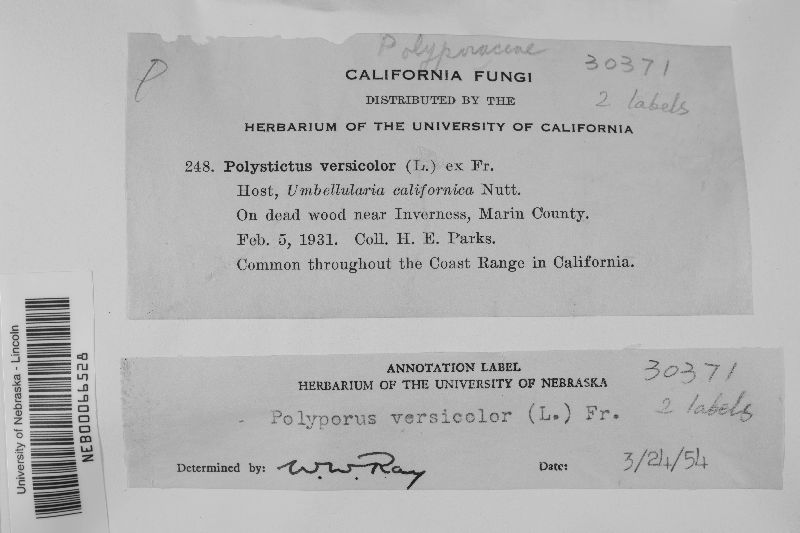 Polyporaceae
P
30371
CALIFORNIA FUNGI
DISTRIBUTED BY THE
2 labels
HERBARIUM OF THE UNIVERSITY OF CALIFORNIA
248. Polystictus versicolor (L.) ex Fr.
Host, Umbellularia californica Nutt.
On dead wood near Inverness, Marin County.
Feb. 5, 1931. Coll. H. E. Parks.
Common throughout the Coast Range in California.
University of Nebraska - Lincoln
NEB00066528
ANNOTATION LABEL
30371
HERBARIUM OF THE UNIVERSITY OF NEBRASKA
2 labels
- Polyporus versicolor (L.) Fr.
Determined by: W.W. Ray Date: 3/24/54